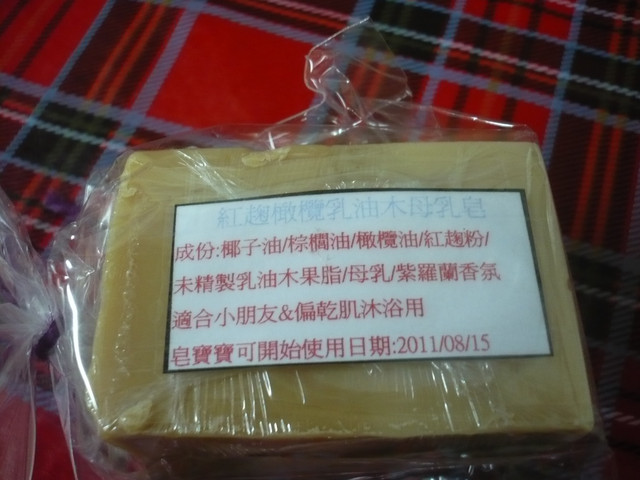 紅麴橄欖乳油木母乳皂
成份:椰子油/棕櫚油/橄欖油/紅麴粉/
未精製乳油木果脂/母乳/紫羅蘭香氛
適合小朋友&偏乾肌沐浴用
皂寶寶可開始使用日期:2011/08/15